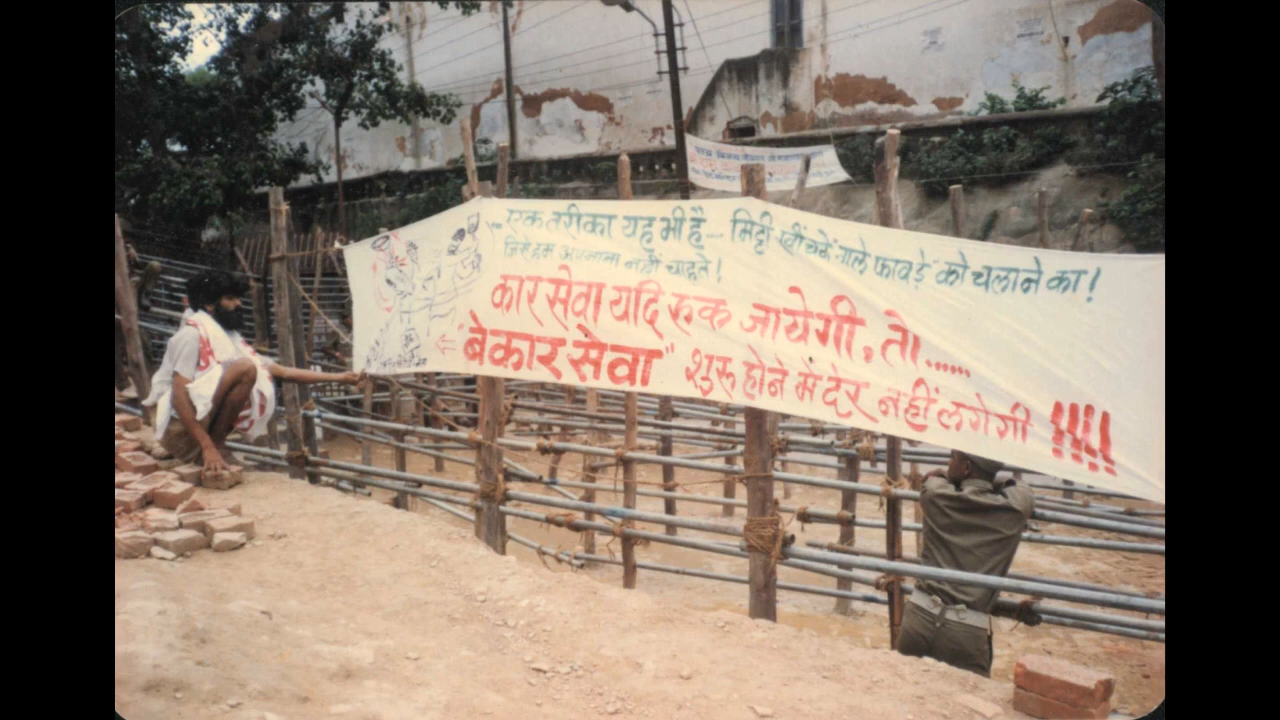 एक तरीका यह भी है — मिट्टी खींचने वाले फावड़े को चलाने का!
जिसे हम अपनाना नहीं चाहते!
कार सेवा यदि रुक जायेगी, तो......
"बेकार सेवा" शुरू होने में देर नहीं लगेगी !!!!